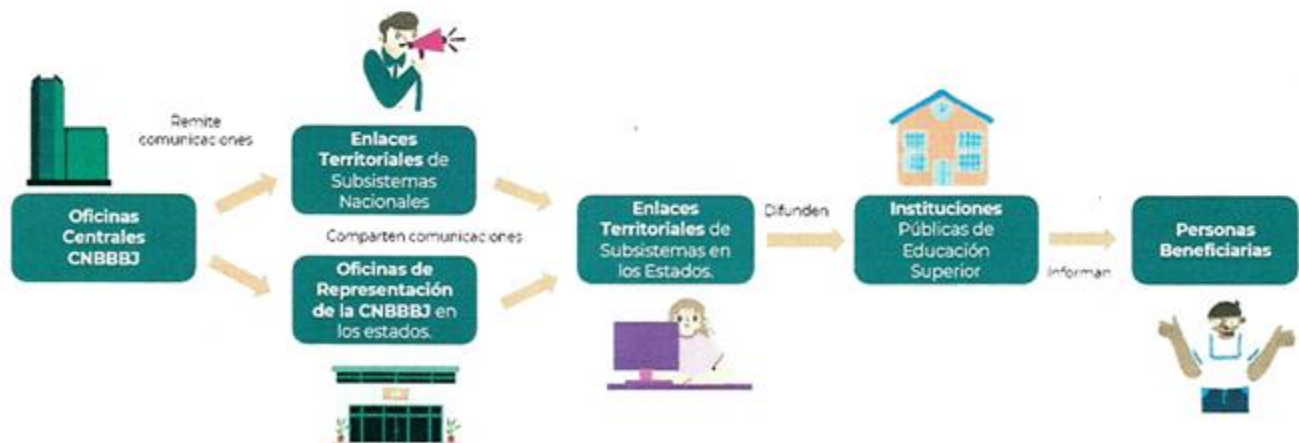 Remite
comunicaciones
Oficinas
Centrales
CNBBBJ
Enlaces
Territoriales de
Subsistemas
Nacionales
Comparten comunicaciones
Oficinas de
Representación
de la CNBBBJ en
los estados.
Enlaces
Territoriales de
Subsistemas en
los Estados.
Difunden
Instituciones
Públicas de
Educación
Superior
Informan
Personas
Beneficiarias